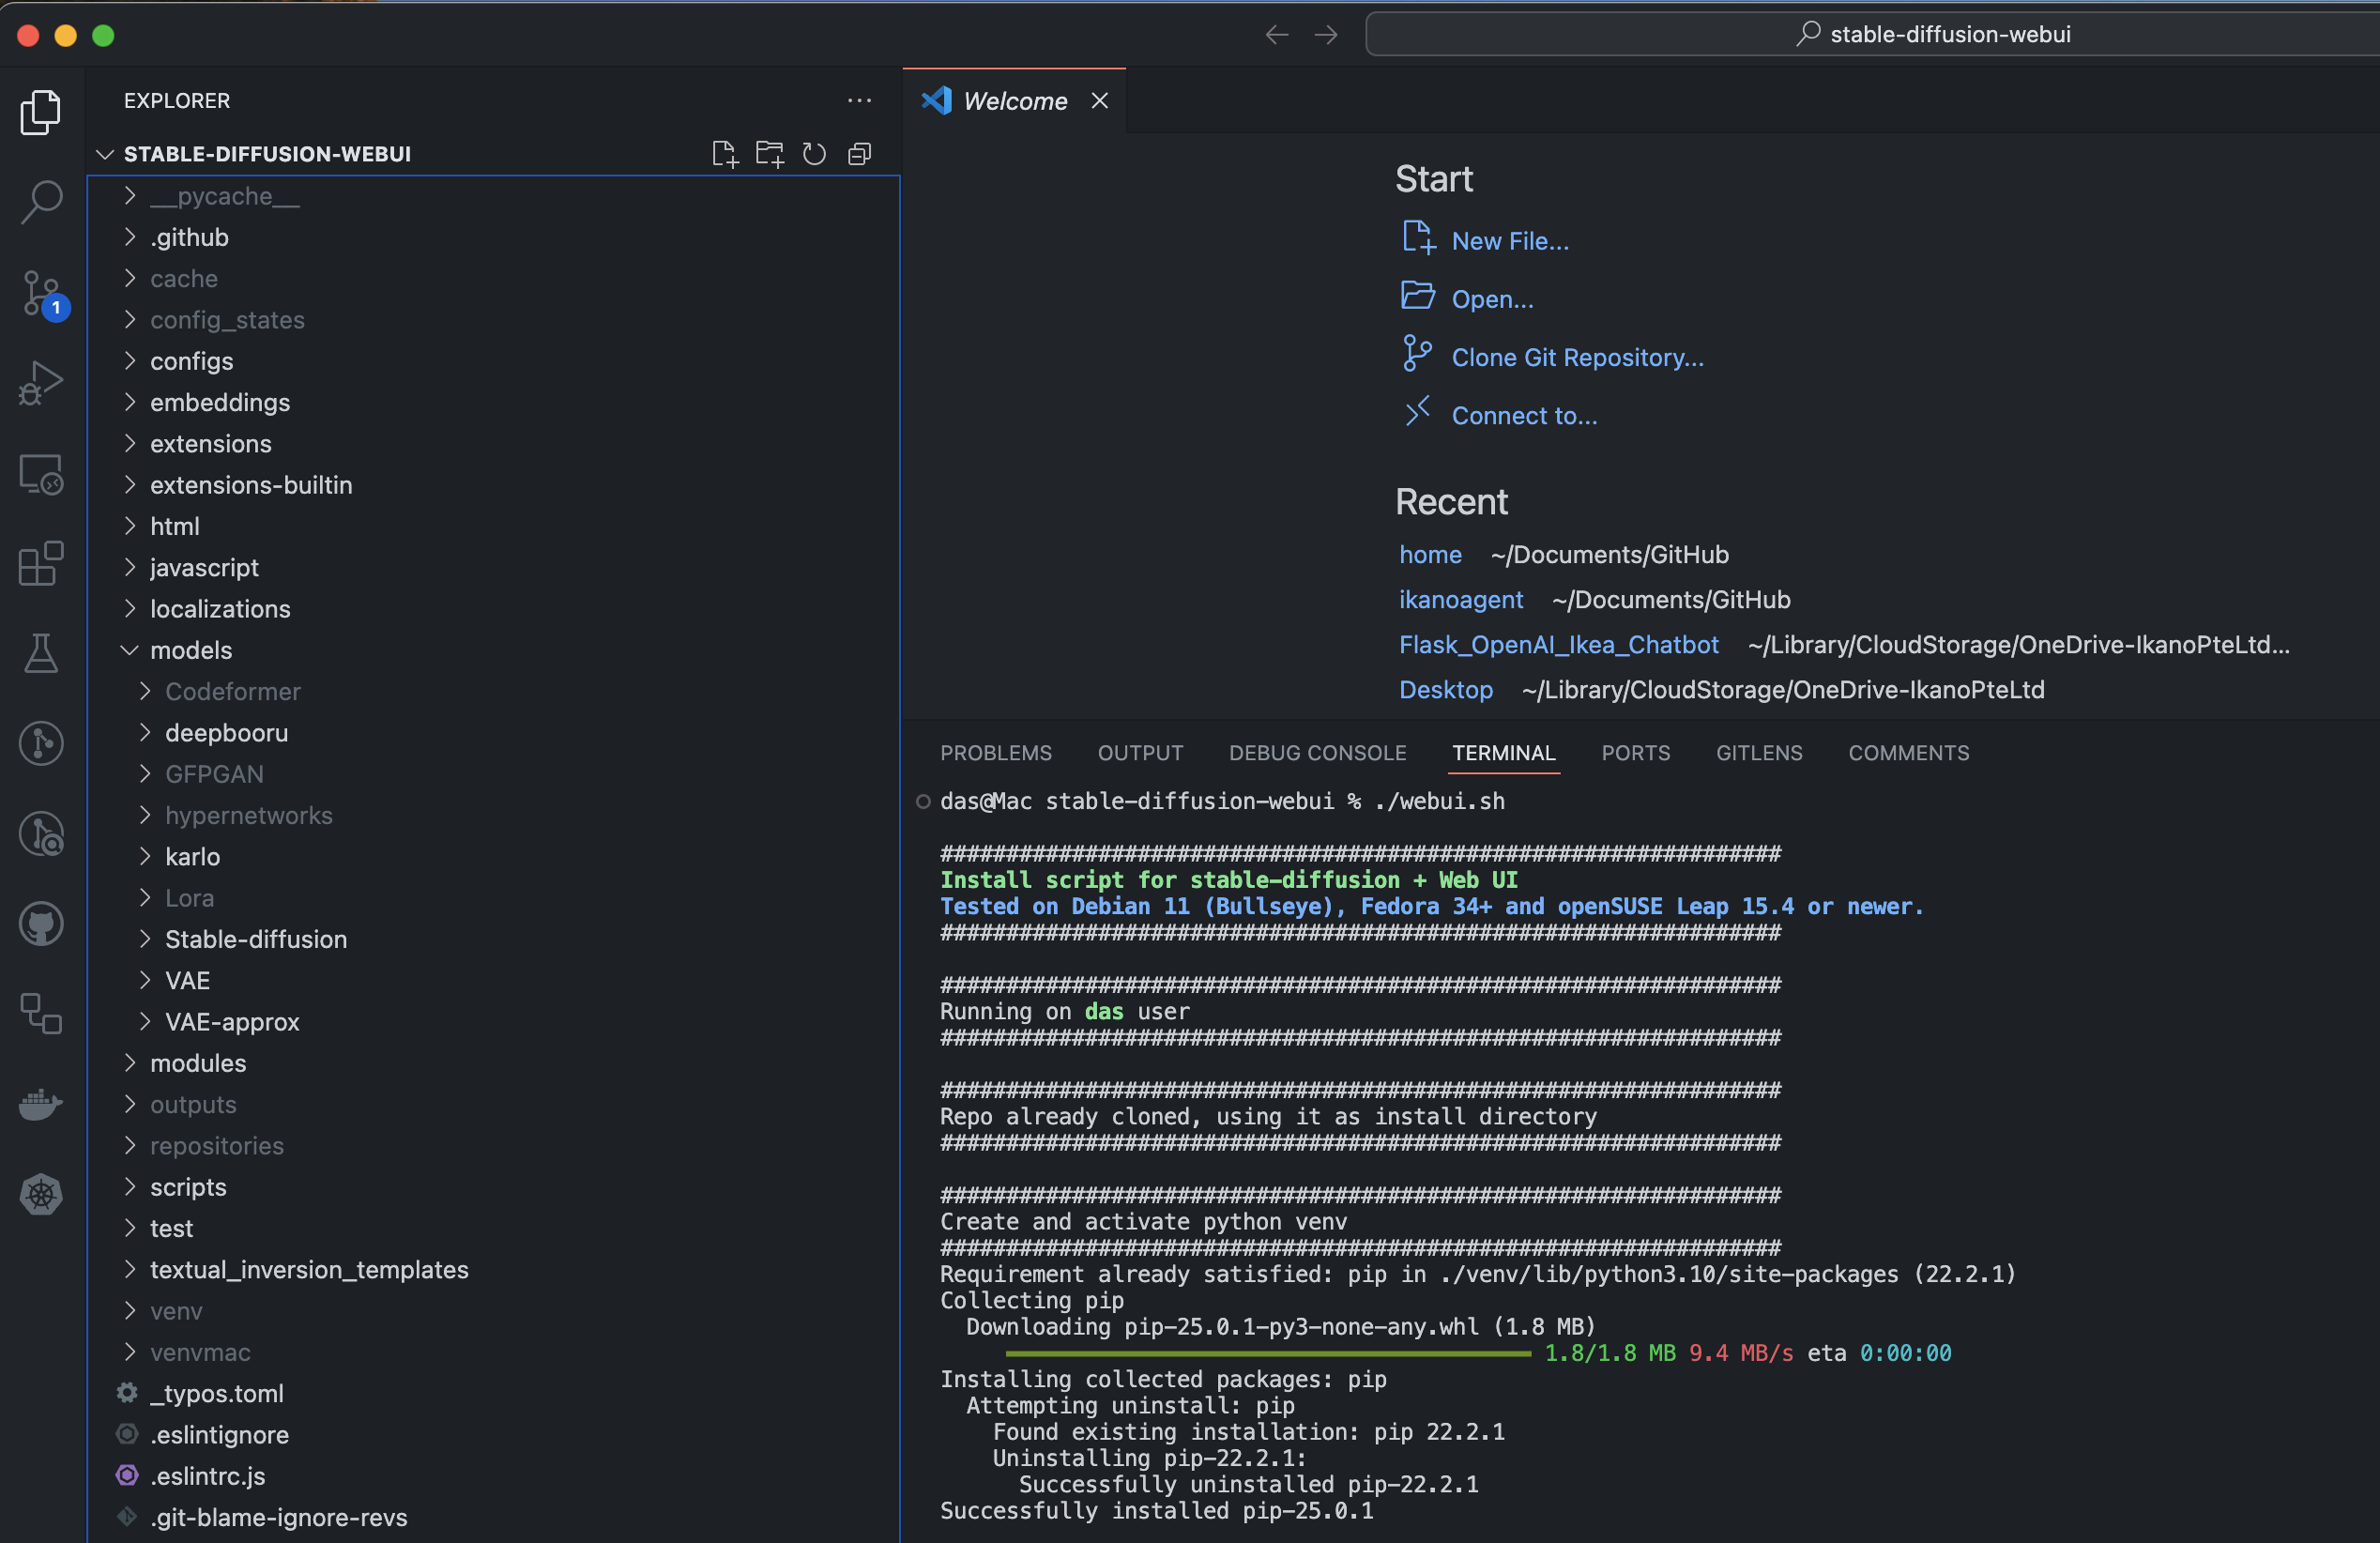 stable-diffusion-webui
EXPLORER
STABLE-DIFFUSION-WEBUI
__pycache__
.github
cache
config_states
configs
embeddings
extensions
extensions-builtin
html
javascript
localizations
models
Codeformer
deepbooru
GFPGAN
hypernetworks
karlo
Lora
Stable-diffusion
VAE
VAE-approx
modules
outputs
repositories
scripts
test
textual_inversion_templates
venv
venvmac
_typos.toml
.eslintignore
.eslintrc.js
.git-blame-ignore-revs
1
Welcome
Start
New File...
Open...
Clone Git Repository...
Connect to...
Recent
home ~/Documents/GitHub
ikanoagent ~/Documents/GitHub
Flask_OpenAI_Ikea_Chatbot ~/Library/CloudStorage/OneDrive-IkanoPteLtd...
Desktop ~/Library/CloudStorage/OneDrive-IkanoPteLtd
PROBLEMS OUTPUT DEBUG CONSOLE TERMINAL PORTS GITLENS COMMENTS
das@Mac stable-diffusion-webui % ./webui.sh
################################################################
Install script for stable-diffusion + Web UI
Tested on Debian 11 (Bullseye), Fedora 34+ and openSUSE Leap 15.4 or newer.
################################################################
################################################################
Running on das user
################################################################
################################################################
Repo already cloned, using it as install directory
################################################################
################################################################
Create and activate python venv
################################################################
Requirement already satisfied: pip in ./venv/lib/python3.10/site-packages (22.2.1)
Collecting pip
Downloading pip-25.0.1-py3-none-any.whl (1.8 MB)
1.8/1.8 MB 9.4 MB/s eta 0:00:00
Installing collected packages: pip
Attempting uninstall: pip
Found existing installation: pip 22.2.1
Uninstalling pip-22.2.1:
Successfully uninstalled pip-22.2.1
Successfully installed pip-25.0.1